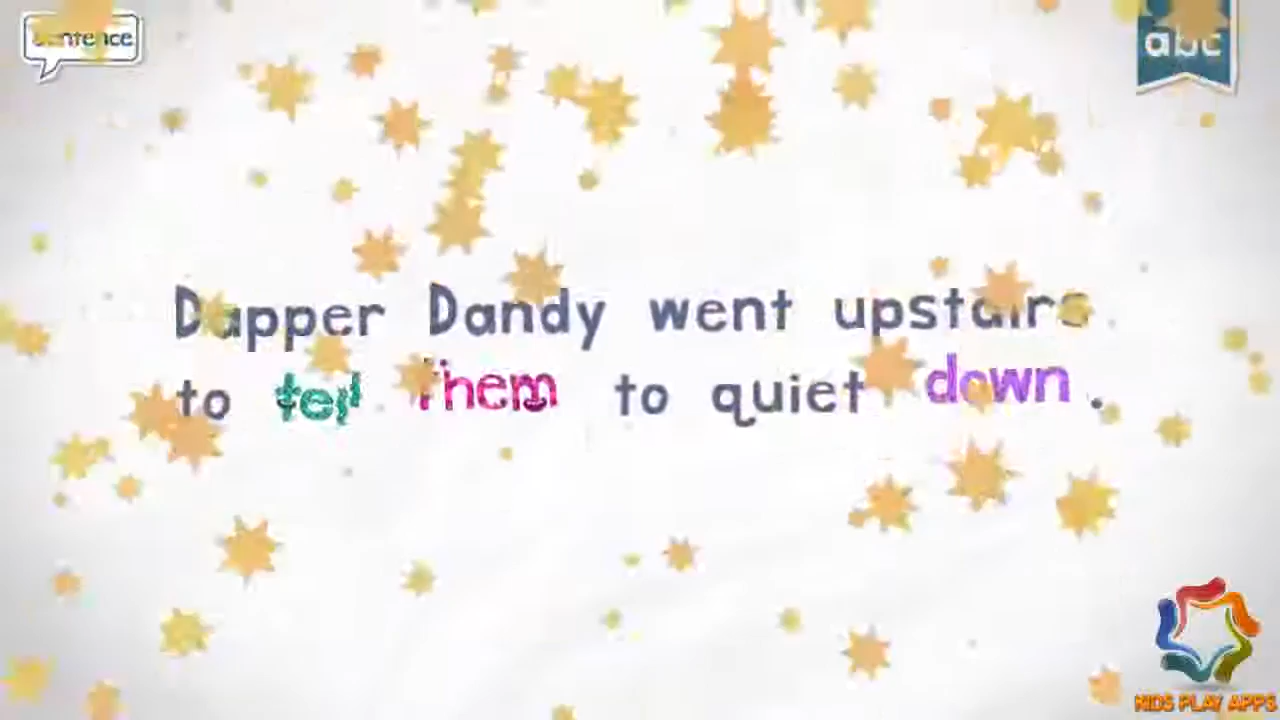 sentence
abc
Dapper Dandy went upstairs
to tell them to quiet down.
KIDS PLAY APPS